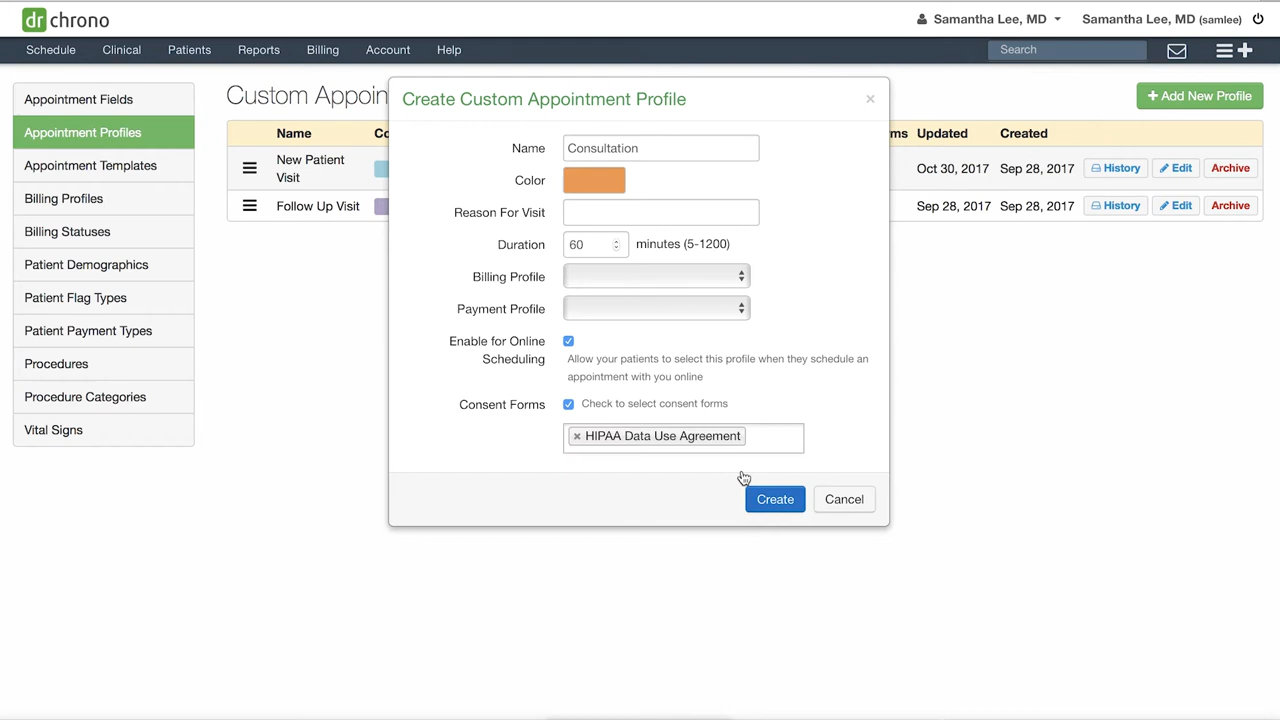 dr chrono
Samantha Lee, MD Samantha Lee, MD (samlee)
Schedule Clinical Patients Reports Billing Account Help Search
Appointment Fields
Appointment Profiles
Appointment Templates
Billing Profiles
Billing Statuses
Patient Demographics
Patient Flag Types
Patient Payment Types
Procedures
Procedure Categories
Vital Signs
Custom Appoin
+ Add New Profile
Name Co ms Updated Created
New Patient
Visit
Oct 30, 2017 Sep 28, 2017 History Edit Archive
Follow Up Visit Sep 28, 2017 Sep 28, 2017 History Edit Archive
Create Custom Appointment Profile ×
Name Consultation
Color
Reason For Visit
Duration 60 minutes (5-1200)
Billing Profile
Payment Profile
Enable for Online
Scheduling
Allow your patients to select this profile when they schedule an
appointment with you online
Consent Forms Check to select consent forms
× HIPAA Data Use Agreement
Create Cancel